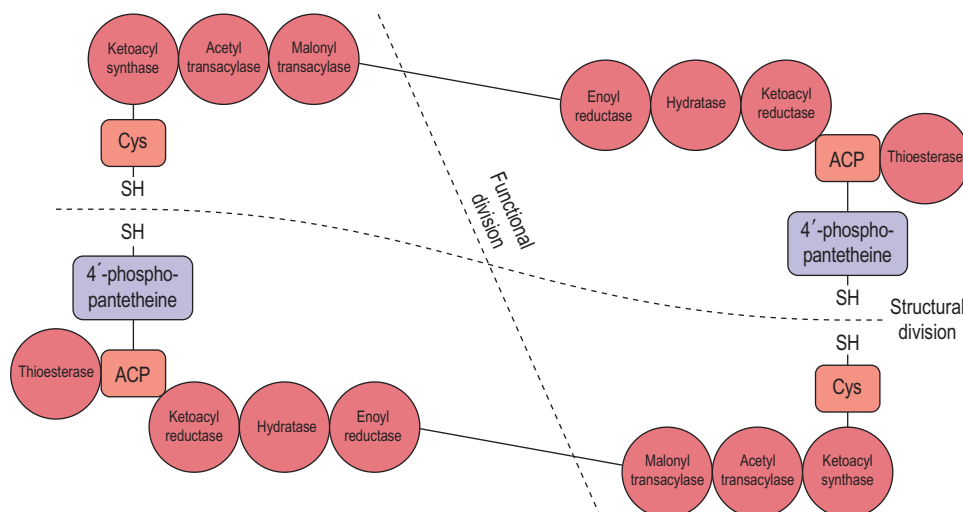 Ketoacyl
synthase
Acetyl
transacylase
Malonyl
transacylase
Enoyl
reductase
Hydratase
Ketoacyl
reductase
Cys
ACP
Thioesterase
SH
Functional
division
SH
4′-phospho-
pantetheine
4´-phospho-
pantetheine
SH
Structural
division
SH
Thioesterase
ACP
Cys
Ketoacyl
reductase
Hydratase
Enoyl
reductase
Malonyl
transacylase
Acetyl
transacylase
Ketoacyl
synthase